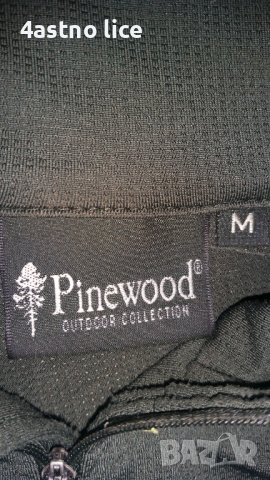 4astno lice
M
Pinewood®
OUTDOOR COLLECTION
BAZAR